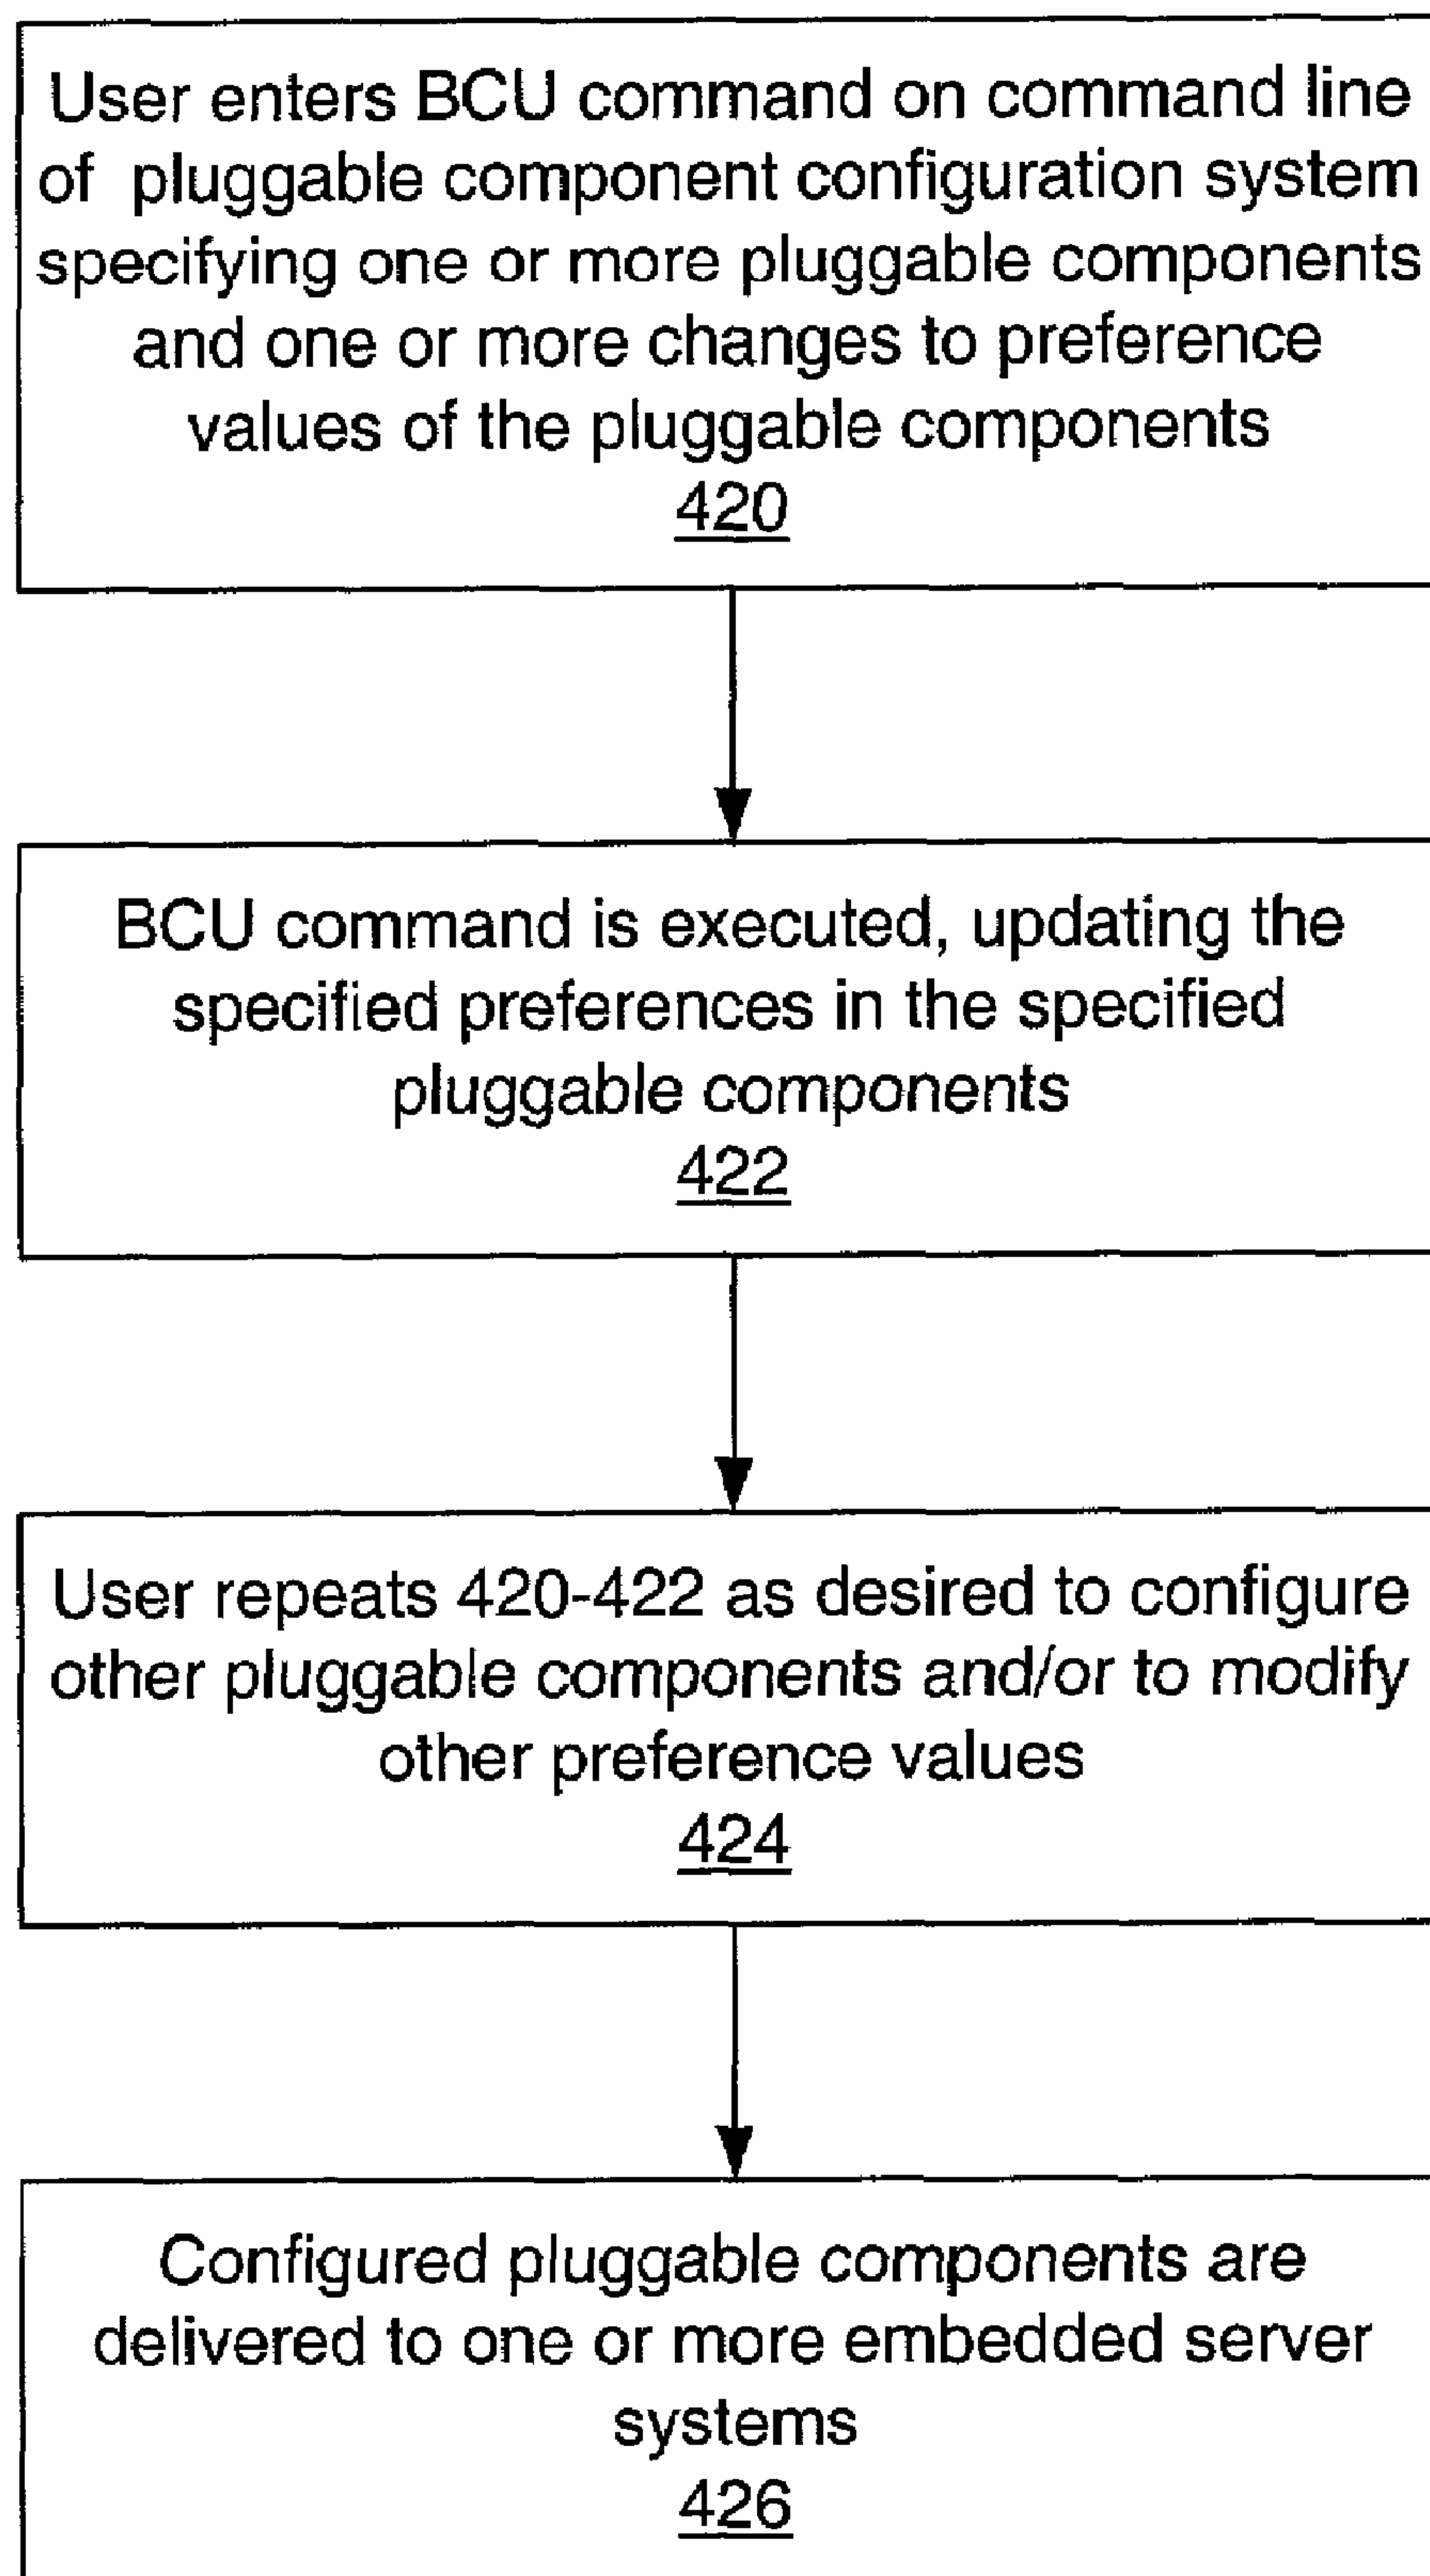 User enters BCU command on command line
of pluggable component configuration system
specifying one or more pluggable components
and one or more changes to preference
values of the pluggable components
420
BCU command is executed, updating the
specified preferences in the specified
pluggable components
422
User repeats 420-422 as desired to configure
other pluggable components and/or to modify
other preference values
424
Configured pluggable components are
delivered to one or more embedded server
systems
426